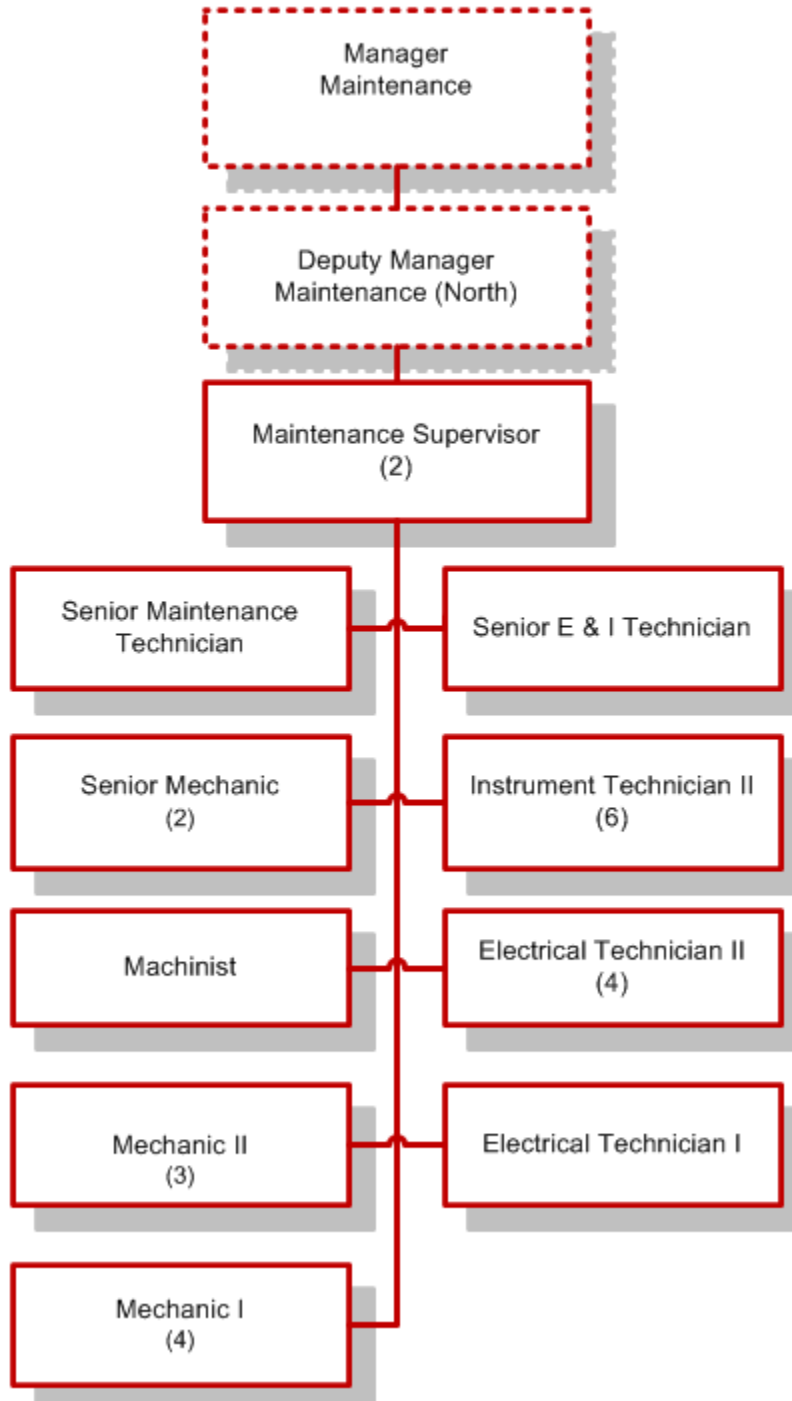 Manager
Maintenance
Deputy Manager
Maintenance (North)
Maintenance Supervisor
(2)
Senior Maintenance
Technician
Senior E & I Technician
Senior Mechanic
(2)
Instrument Technician II
(6)
Machinist
Electrical Technician II
(4)
Mechanic II
(3)
Electrical Technician I
Mechanic I
(4)